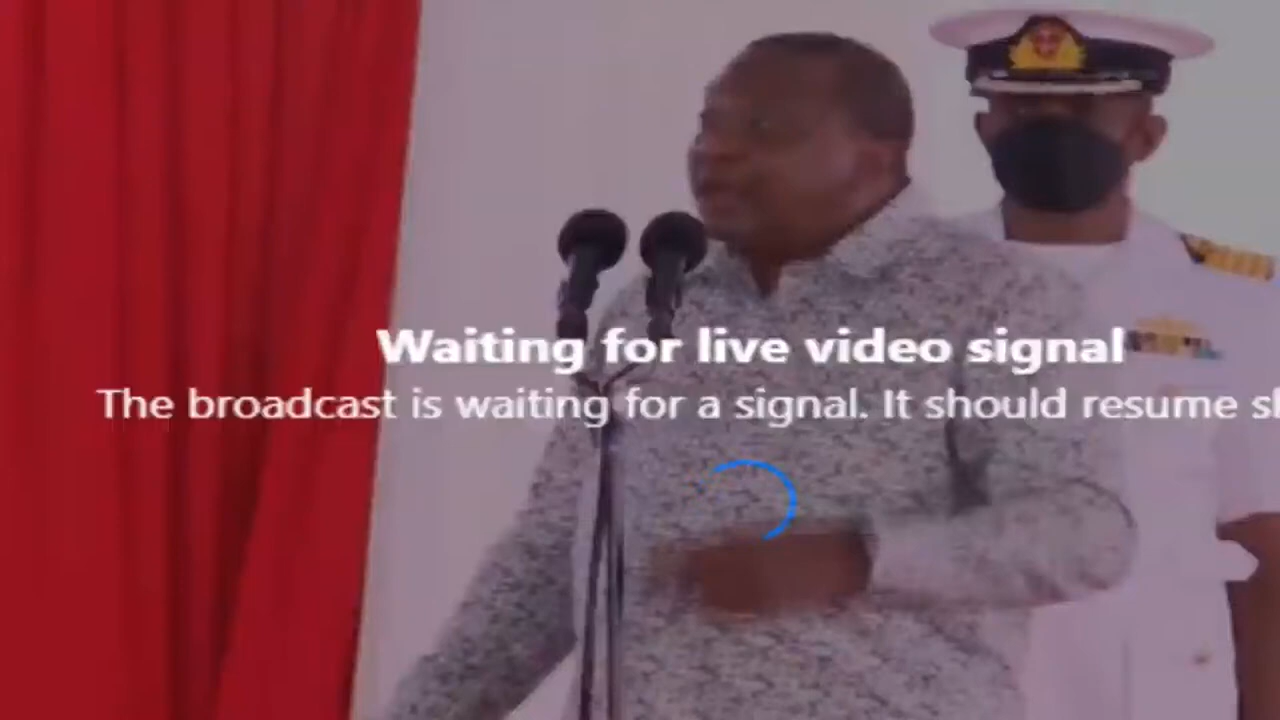 Waiting for live video signal
The broadcast is waiting for a signal. It should resume